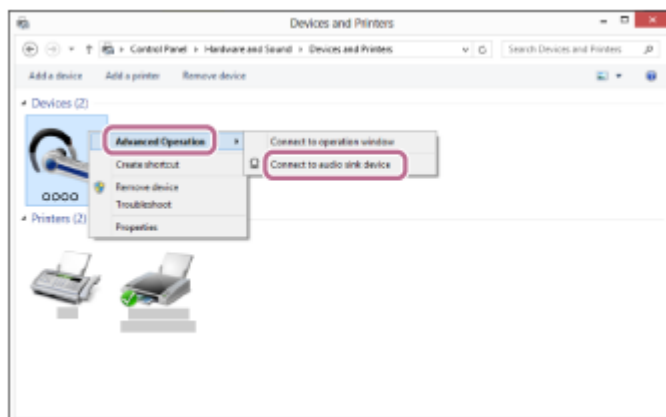 Devices and Printers
Control Panel › Hardware and Sound › Devices and Printers
Search Devices and Printers
Add a device Add a printer Remove device
Devices (2)
Advanced Operation
Connect to operation window
Create shortcut
Connect to audio sink device
Remove device
Troubleshoot
Properties
OOOO
Printers (2)